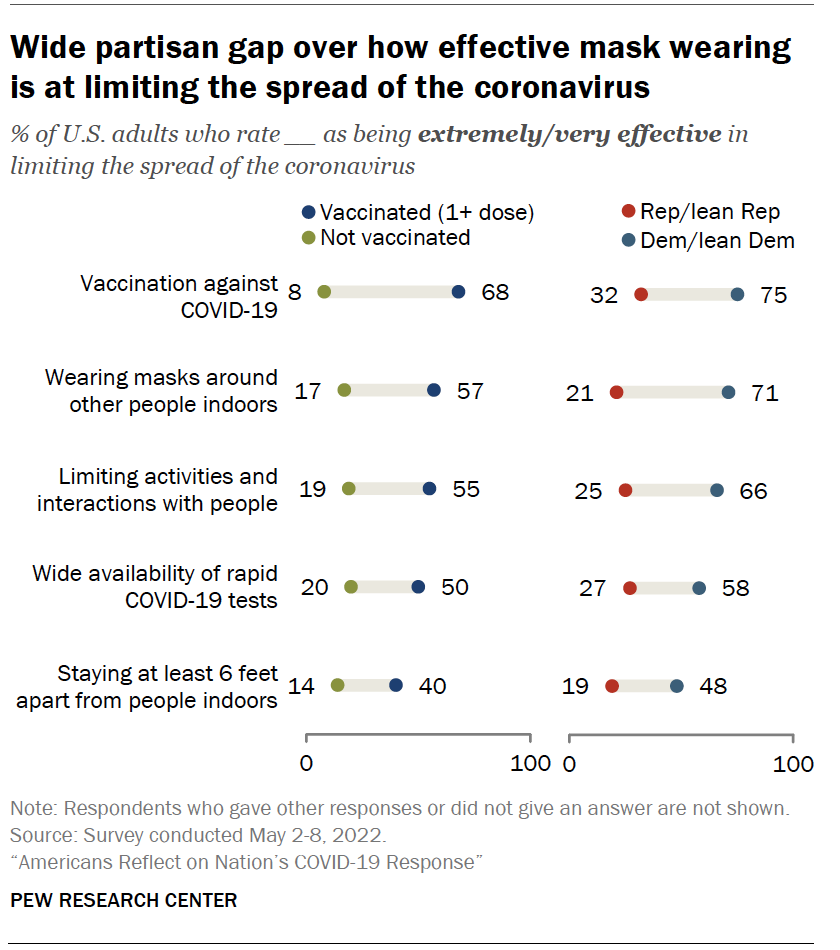 Wide partisan gap over how effective mask wearing
is at limiting the spread of the coronavirus
% of U.S. adults who rate __ as being extremely/very effective in
limiting the spread of the coronavirus
Vaccinated (1+ dose)
Not vaccinated
Rep/lean Rep
Dem/lean Dem
Vaccination against
COVID-19
8 68 32 75
Wearing masks around
other people indoors
17 57 21 71
Limiting activities and
interactions with people
19 55 25 66
Wide availability of rapid
COVID-19 tests
20 50 27 58
Staying at least 6 feet
apart from people indoors
14 40 19 48
0 100 0 100
Note: Respondents who gave other responses or did not give an answer are not shown.
Source: Survey conducted May 2-8, 2022.
“Americans Reflect on Nation’s COVID-19 Response”
PEW RESEARCH CENTER